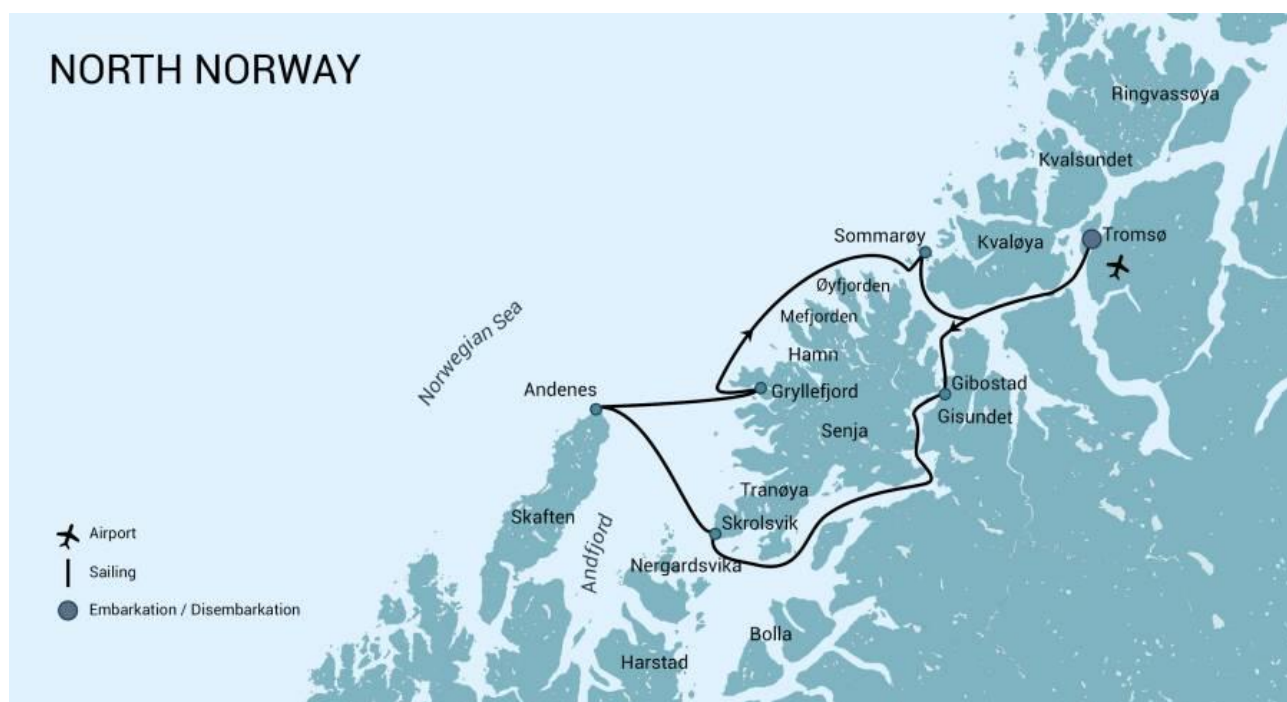 NORTH NORWAY
Ringvassøya
Kvalsundet
Sommarøy
Kvaløya
Tromsø
Øyfjorden
Mefjorden
Norwegian Sea
Hamn
Andenes
Gryllefjord
Gibostad
Gisundet
Senja
Tranøya
Skaften
Skrolsvik
Andfjord
Nergardsvika
Bolla
Harstad
Airport
Sailing
Embarkation / Disembarkation